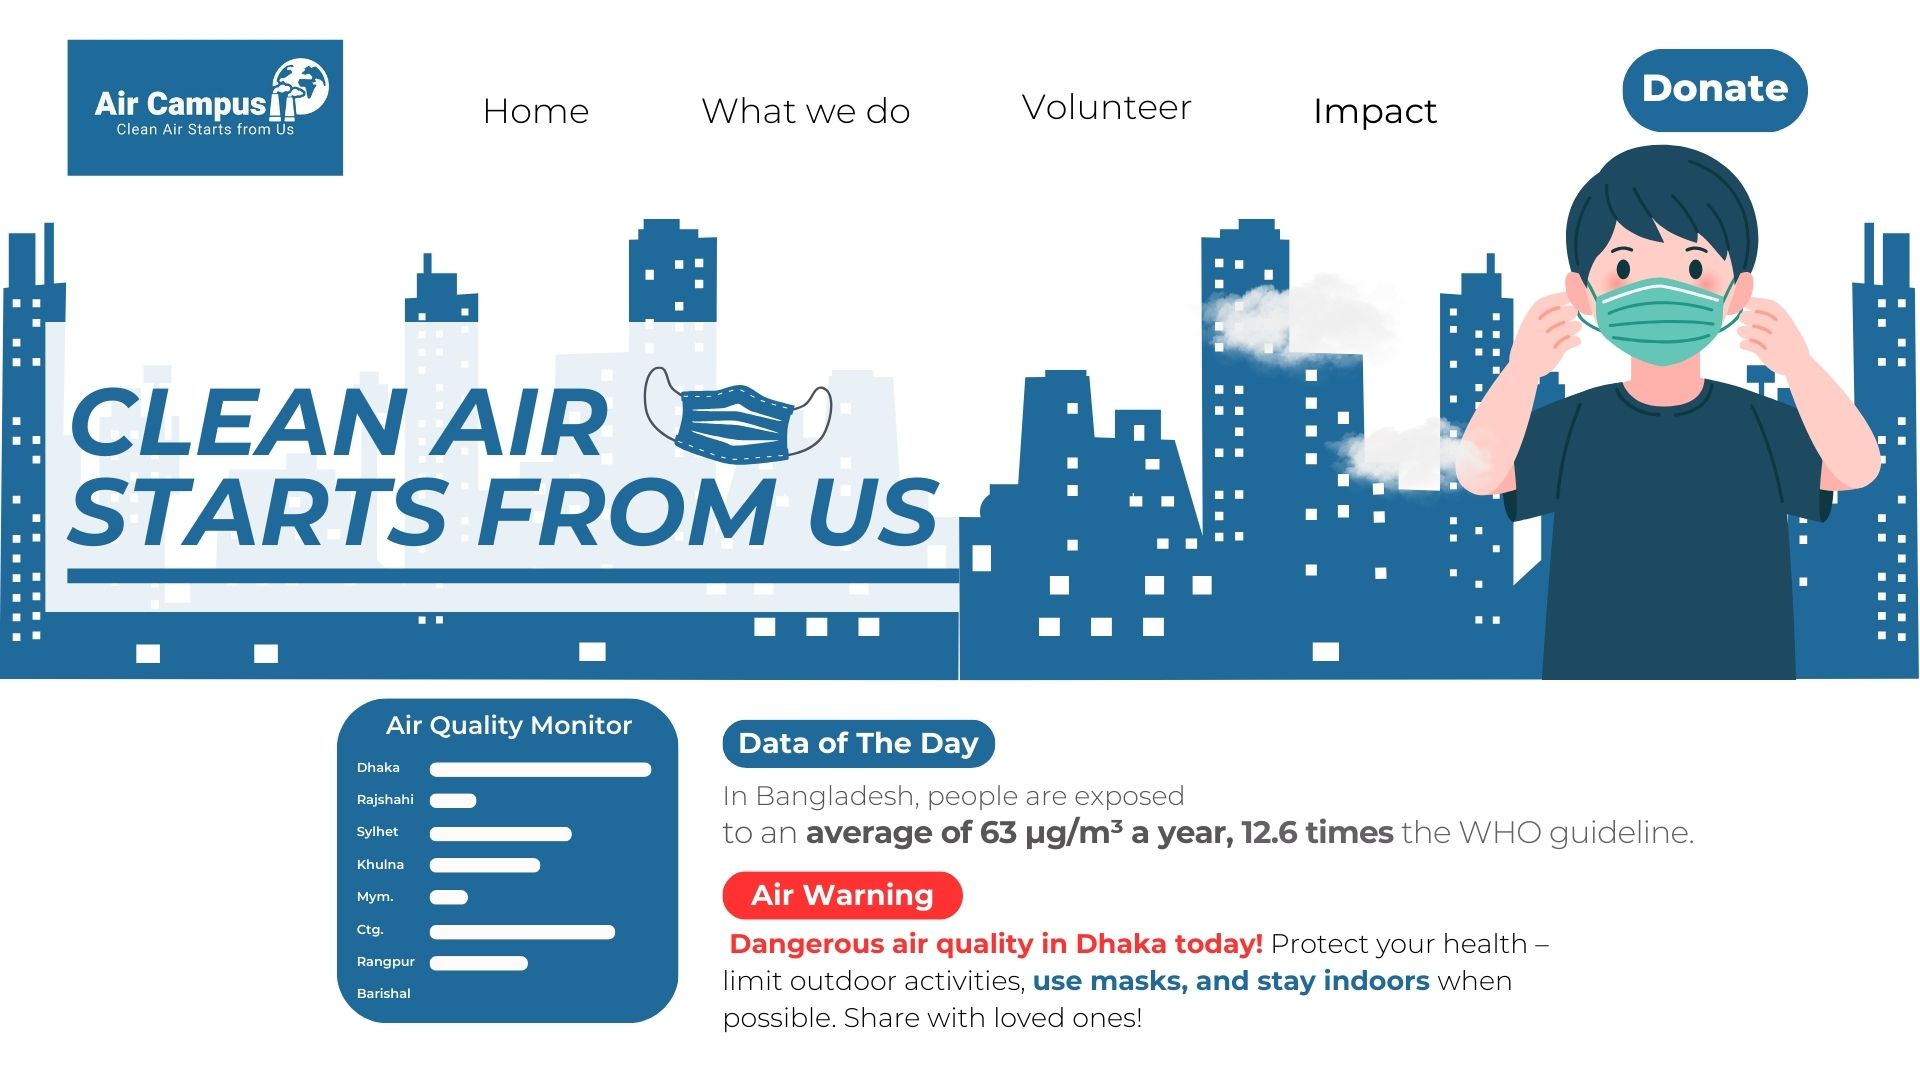 Air Campus
Clean Air Starts from Us
Home
What we do
Volunteer
Impact
Donate
CLEAN AIR
STARTS FROM US
Air Quality Monitor
Dhaka
Rajshahi
Sylhet
Khulna
Mym.
Ctg.
Rangpur
Barishal
Data of The Day
In Bangladesh, people are exposed
to an average of 63 µg/m³ a year, 12.6 times the WHO guideline.
Air Warning
Dangerous air quality in Dhaka today! Protect your health –
limit outdoor activities, use masks, and stay indoors when
possible. Share with loved ones!